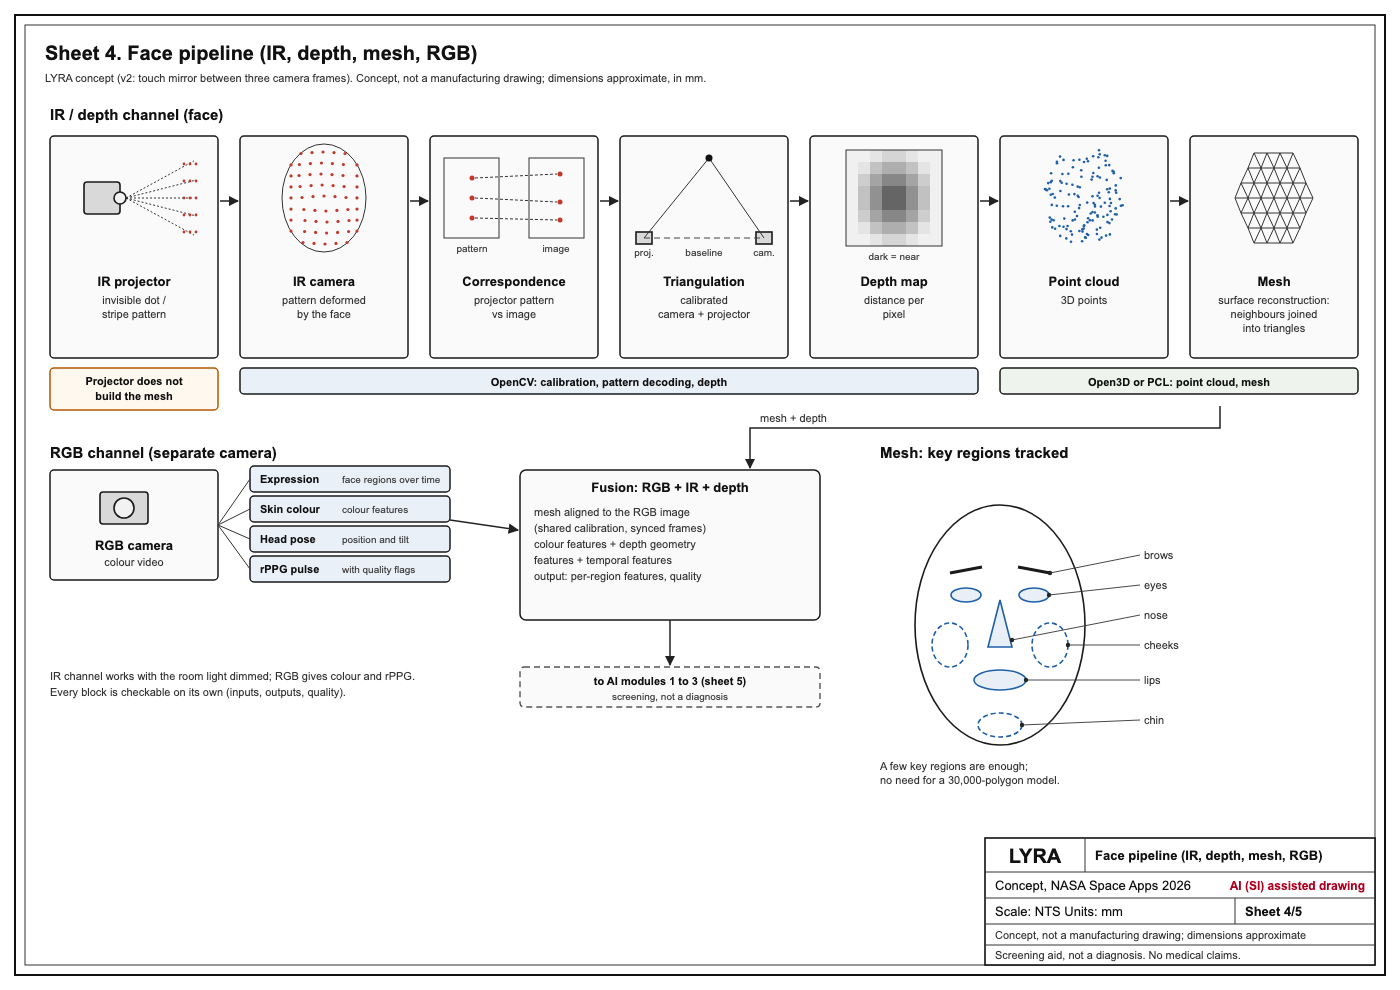 Sheet 4. Face pipeline (IR, depth, mesh, RGB)
LYRA concept (v2: touch mirror between three camera frames). Concept, not a manufacturing drawing; dimensions approximate, in mm.
IR / depth channel (face)
IR projector
invisible dot /
stripe pattern
IR camera
pattern deformed
by the face
pattern
image
Correspondence
projector pattern
vs image
proj.
baseline
cam.
Triangulation
calibrated
camera + projector
dark = near
Depth map
distance per
pixel
Point cloud
3D points
Mesh
surface reconstruction:
neighbours joined
into triangles
Projector does not
build the mesh
OpenCV: calibration, pattern decoding, depth
Open3D or PCL: point cloud, mesh
mesh + depth
RGB channel (separate camera)
RGB camera
colour video
Expression face regions over time
Skin colour colour features
Head pose position and tilt
rPPG pulse with quality flags
Fusion: RGB + IR + depth
mesh aligned to the RGB image
(shared calibration, synced frames)
colour features + depth geometry
features + temporal features
output: per-region features, quality
to AI modules 1 to 3 (sheet 5)
screening, not a diagnosis
IR channel works with the room light dimmed; RGB gives colour and rPPG.
Every block is checkable on its own (inputs, outputs, quality).
Mesh: key regions tracked
brows
eyes
nose
cheeks
lips
chin
A few key regions are enough;
no need for a 30,000-polygon model.
LYRA
Face pipeline (IR, depth, mesh, RGB)
Concept, NASA Space Apps 2026
AI (SI) assisted drawing
Scale: NTS Units: mm
Sheet 4/5
Concept, not a manufacturing drawing; dimensions approximate
Screening aid, not a diagnosis. No medical claims.